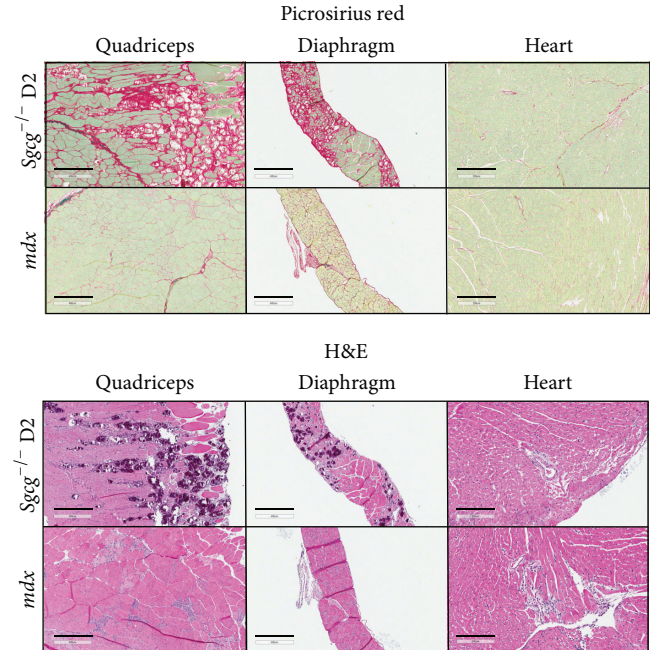 Picrosirius red
Quadriceps Diaphragm Heart
Sgcg⁻/⁻ D2
mdx
H&E
Quadriceps Diaphragm Heart
Sgcg⁻/⁻ D2
mdx